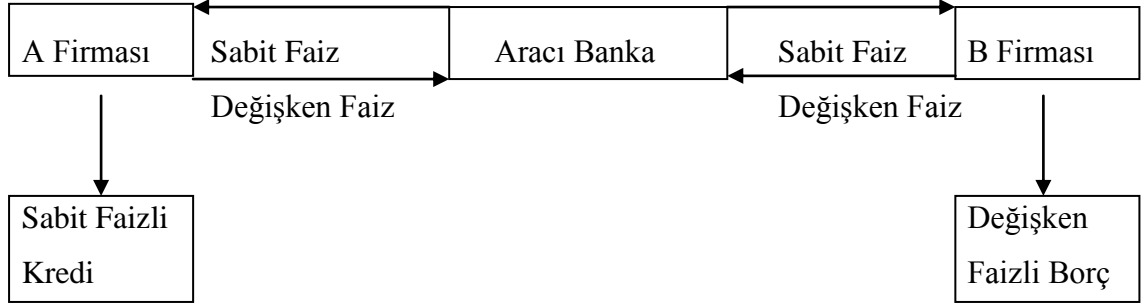 A Firması Sabit Faiz Aracı Banka Sabit Faiz B Firması
Değişken Faiz Değişken Faiz
Sabit Faizli Değişken
Kredi Faizli Borç